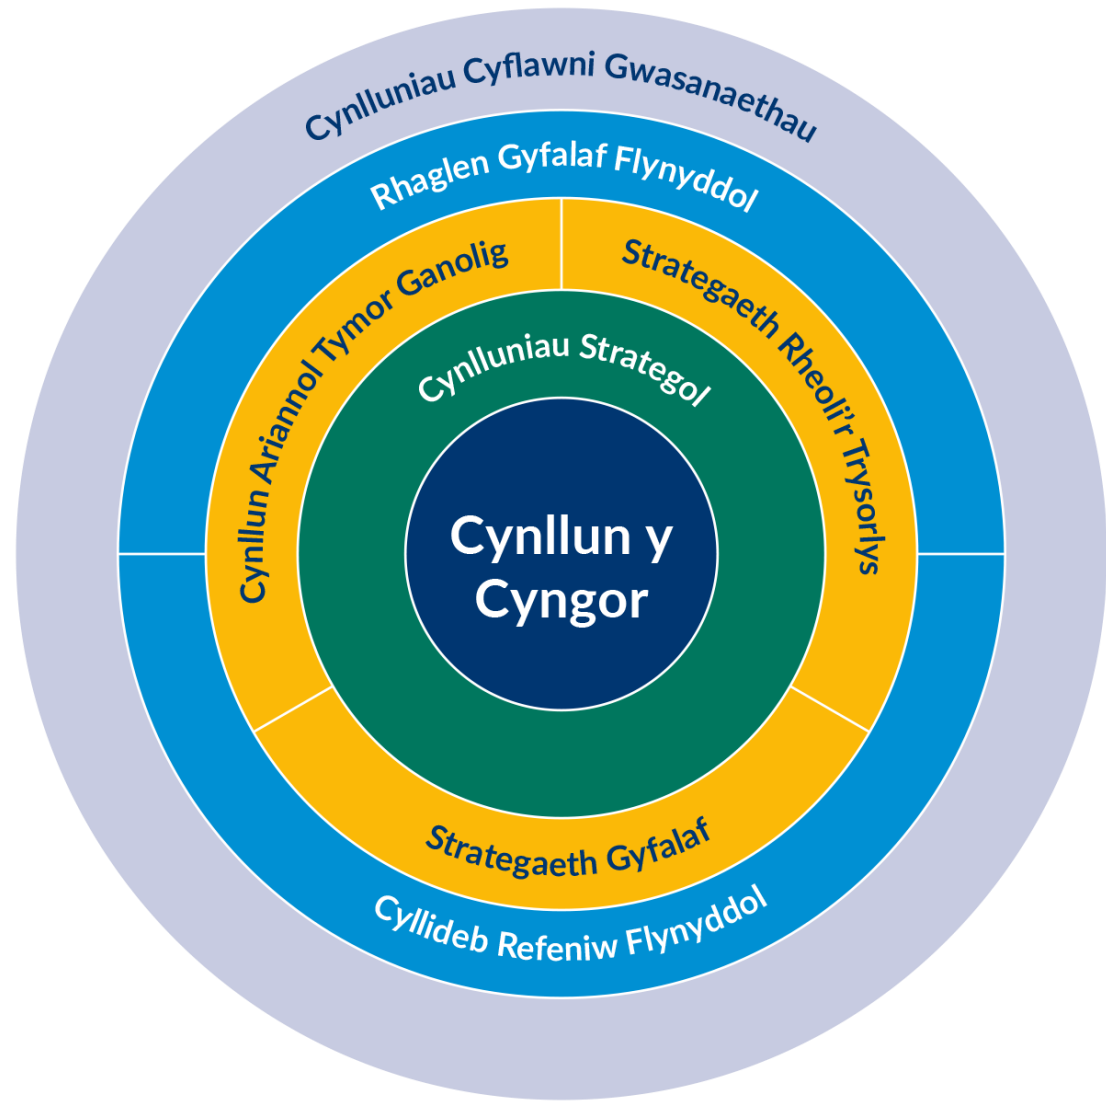 Cynlluniau Cyflawni Gwasanaethau
Rhaglen Gyfalaf Flynyddol
Cynllun Ariannol Tymor Ganolig
Strategaeth Rheoli’r Trysorlys
Cynlluniau Strategol
Cynllun y
Cyngor
Strategaeth Gyfalaf
Cyllideb Refeniw Flynyddol